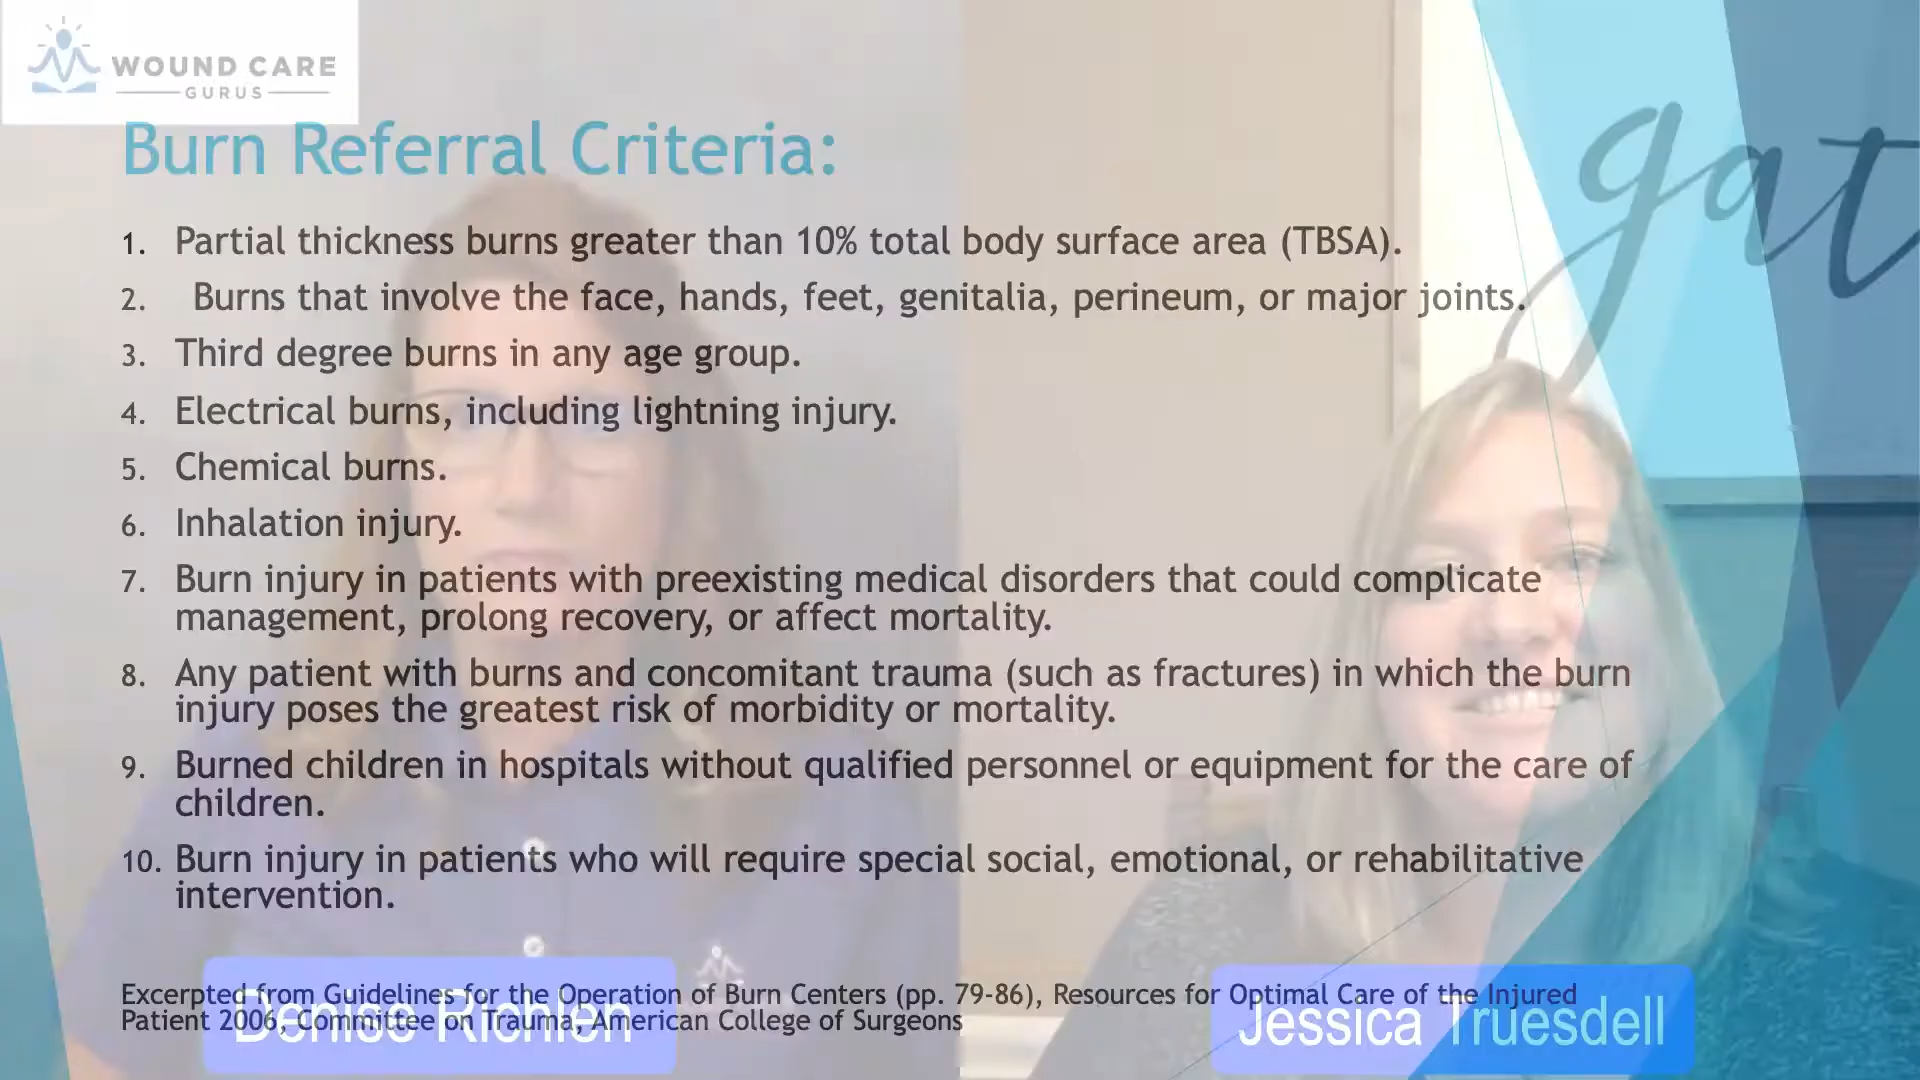 WOUND CARE
GURUS
Burn Referral Criteria:
gat
1. Partial thickness burns greater than 10% total body surface area (TBSA).
2. Burns that involve the face, hands, feet, genitalia, perineum, or major joints.
3. Third degree burns in any age group.
4. Electrical burns, including lightning injury.
5. Chemical burns.
6. Inhalation injury.
7. Burn injury in patients with preexisting medical disorders that could complicate
management, prolong recovery, or affect mortality.
8. Any patient with burns and concomitant trauma (such as fractures) in which the burn
injury poses the greatest risk of morbidity or mortality.
9. Burned children in hospitals without qualified personnel or equipment for the care of
children.
10. Burn injury in patients who will require special social, emotional, or rehabilitative
intervention.
Excerpted from Guidelines for the Operation of Burn Centers (pp. 79-86), Resources for Optimal Care of the Injured
Patient 2006, Committee on Trauma, American College of Surgeons
Denise Richlen
Jessica Truesdell